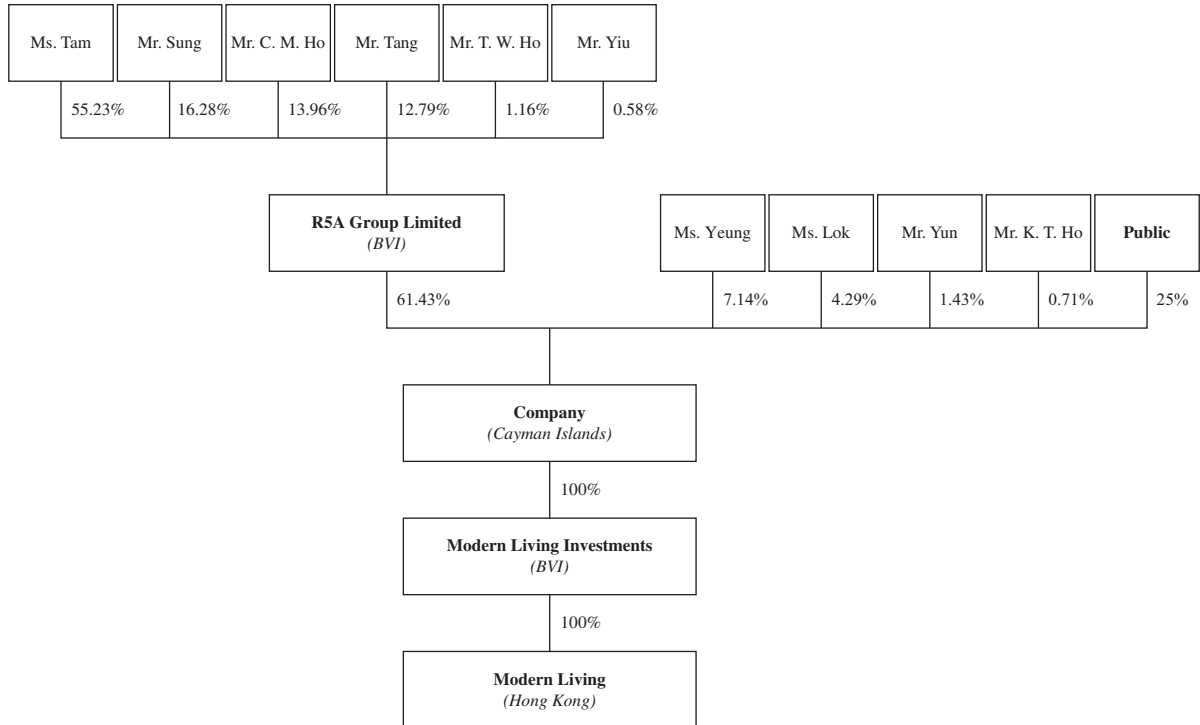 Ms. Tam
Mr. Sung
Mr. C. M. Ho
Mr. Tang
Mr. T. W. Ho
Mr. Yiu
55.23%
16.28%
13.96%
12.79%
1.16%
0.58%
R5A Group Limited
(BVI)
Ms. Yeung
Ms. Lok
Mr. Yun
Mr. K. T. Ho
Public
61.43%
7.14%
4.29%
1.43%
0.71%
25%
Company
(Cayman Islands)
100%
Modern Living Investments
(BVI)
100%
Modern Living
(Hong Kong)